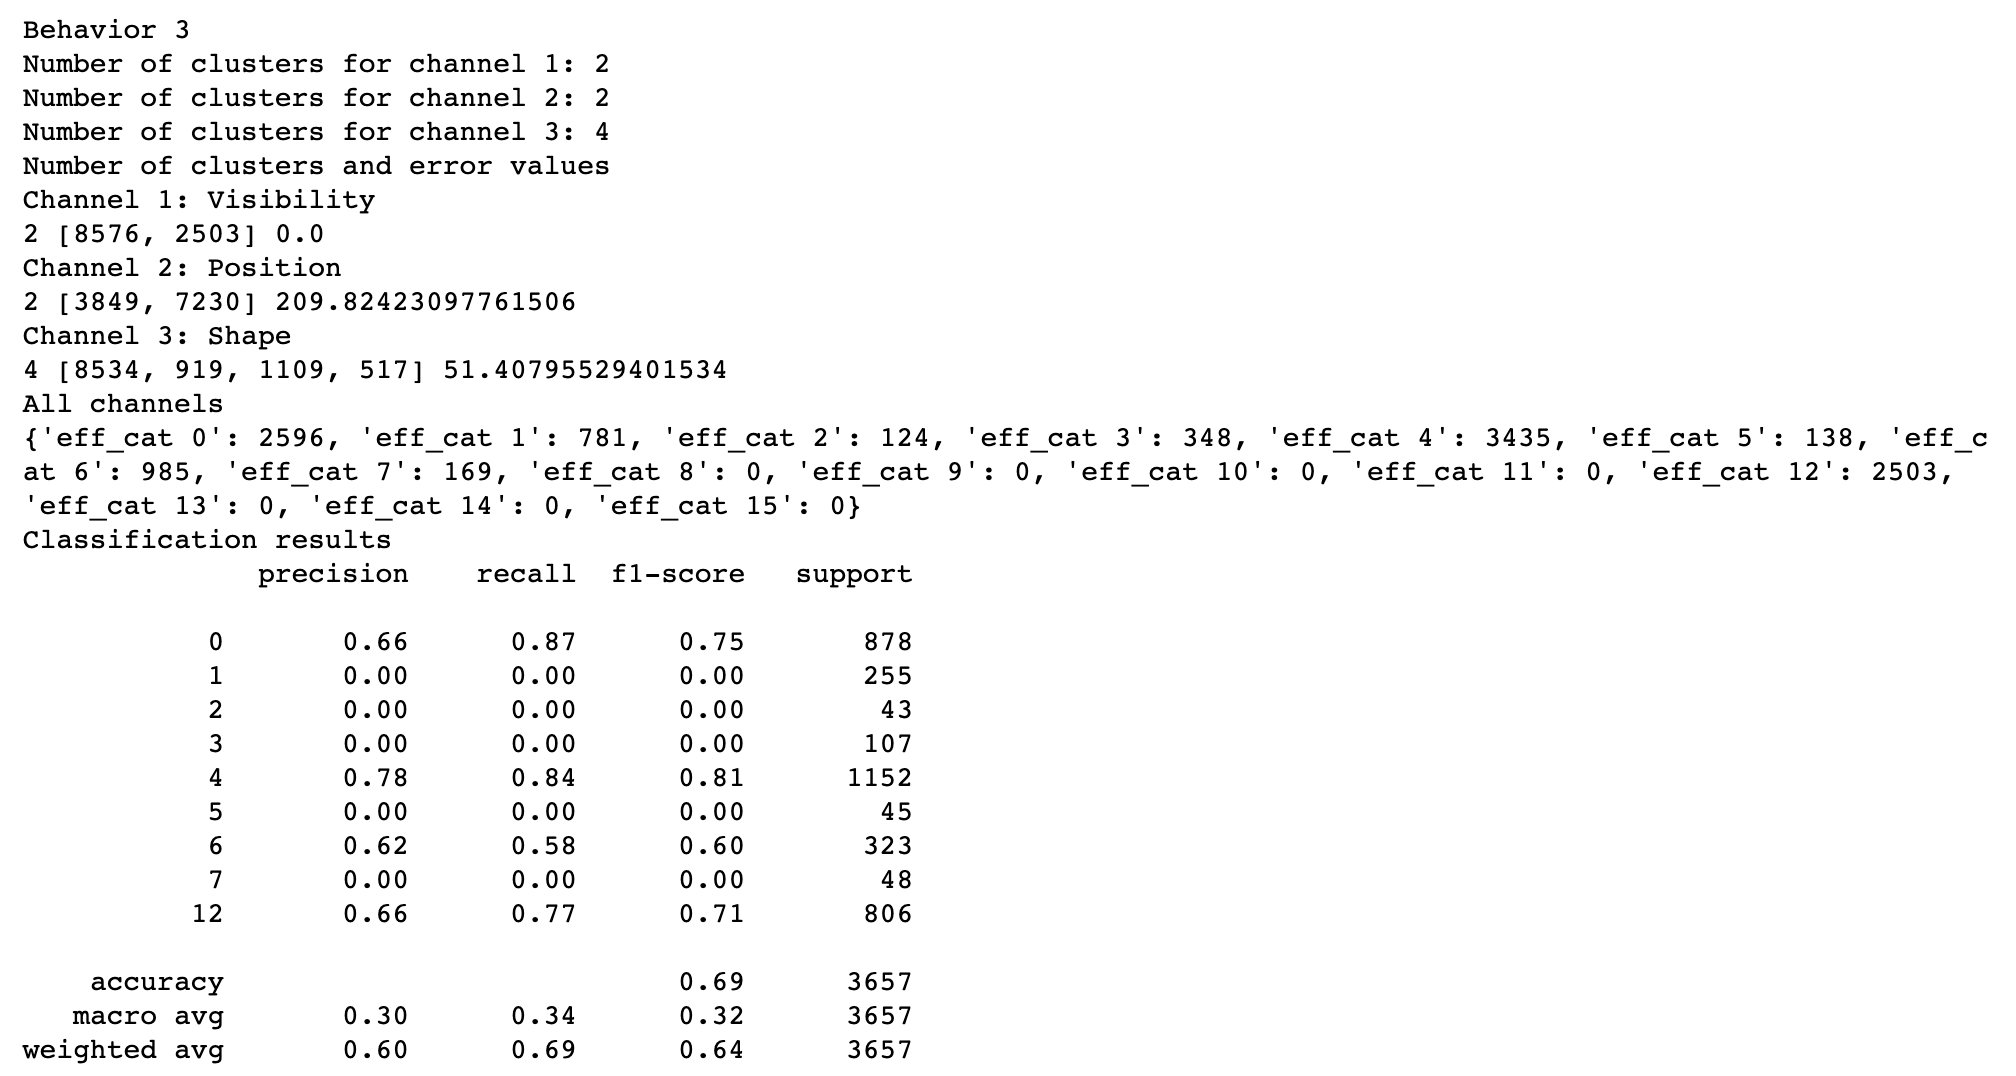 Behavior 3
Number of clusters for channel 1: 2
Number of clusters for channel 2: 2
Number of clusters for channel 3: 4
Number of clusters and error values
Channel 1: Visibility
2 [8576, 2503] 0.0
Channel 2: Position
2 [3849, 7230] 209.82423097761506
Channel 3: Shape
4 [8534, 919, 1109, 517] 51.40795529401534
All channels
{'eff_cat 0': 2596, 'eff_cat 1': 781, 'eff_cat 2': 124, 'eff_cat 3': 348, 'eff_cat 4': 3435, 'eff_cat 5': 138, 'eff_c
at 6': 985, 'eff_cat 7': 169, 'eff_cat 8': 0, 'eff_cat 9': 0, 'eff_cat 10': 0, 'eff_cat 11': 0, 'eff_cat 12': 2503,
'eff_cat 13': 0, 'eff_cat 14': 0, 'eff_cat 15': 0}
Classification results
precision recall f1-score support
0 0.66 0.87 0.75 878
1 0.00 0.00 0.00 255
2 0.00 0.00 0.00 43
3 0.00 0.00 0.00 107
4 0.78 0.84 0.81 1152
5 0.00 0.00 0.00 45
6 0.62 0.58 0.60 323
7 0.00 0.00 0.00 48
12 0.66 0.77 0.71 806
accuracy 0.69 3657
macro avg 0.30 0.34 0.32 3657
weighted avg 0.60 0.69 0.64 3657